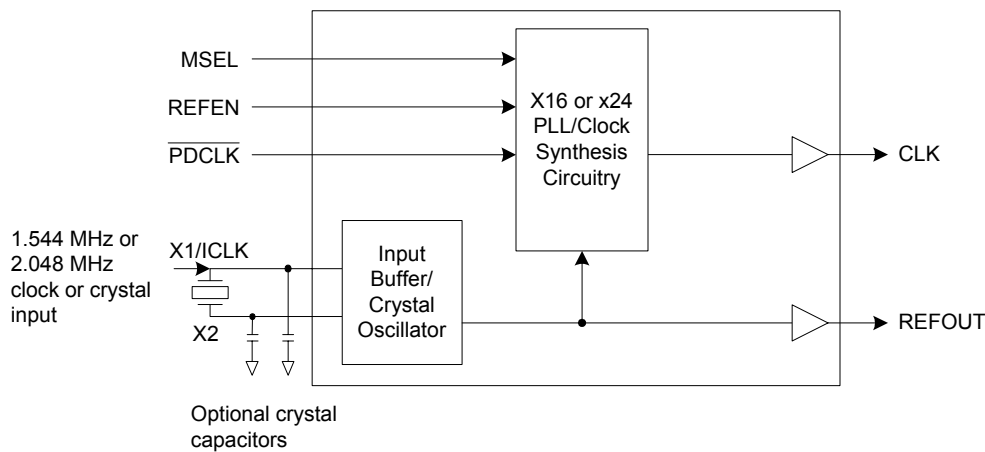 MSEL
REFEN
PDCLK
X16 or x24
PLL/Clock
Synthesis
Circuitry
CLK
1.544 MHz or
2.048 MHz
clock or crystal
input
X1/ICLK
X2
Input
Buffer/
Crystal
Oscillator
REFOUT
Optional crystal
capacitors